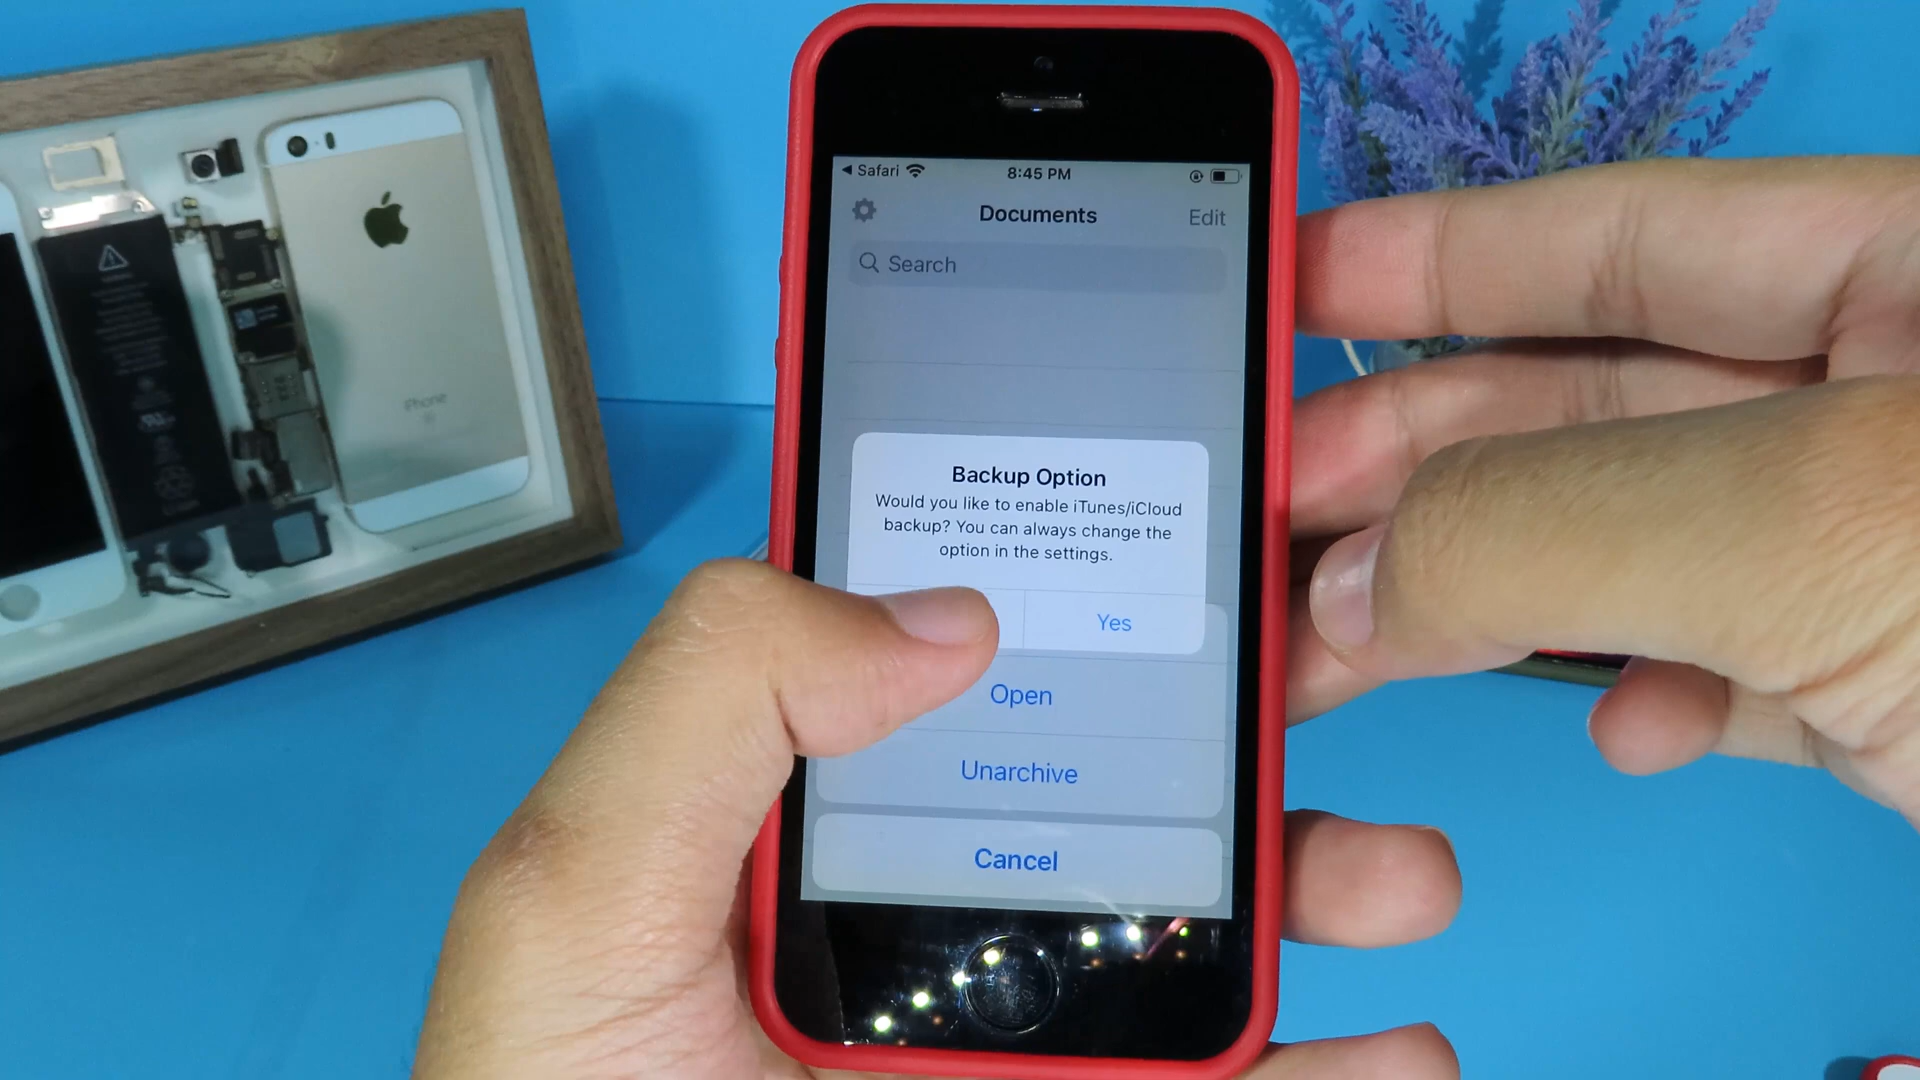 Safari
8:45 PM
Documents
Edit
Search
Backup Option
Would you like to enable iTunes/iCloud
backup? You can always change the
option in the settings.
Yes
Open
Unarchive
Cancel
iPhone